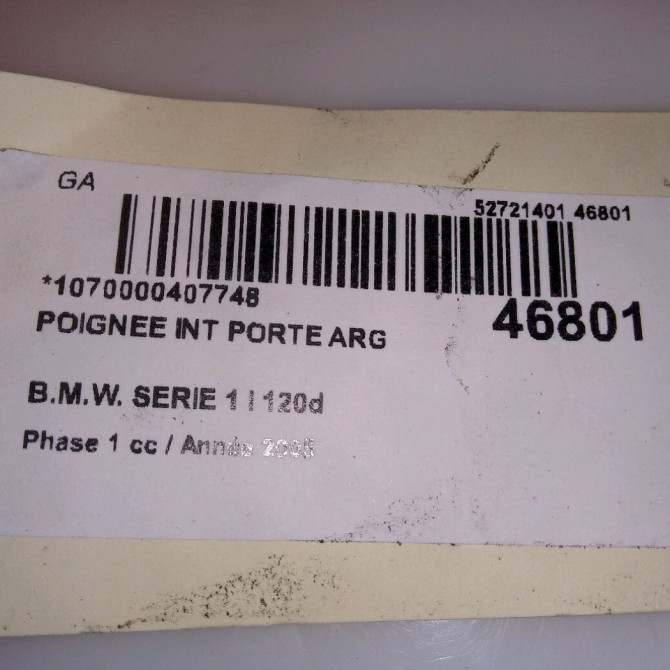 GA
52721401 46801
*1070000407748
46801
POIGNEE INT PORTE ARG
B.M.W. SERIE 1 I 120d
Phase 1 cc / Année